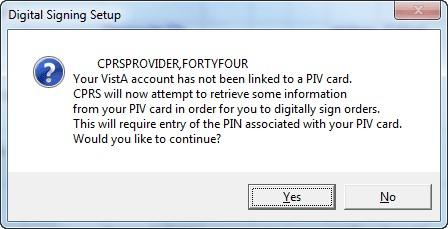 Digital Signing Setup
CPRSPROVIDER,FORTYFOUR
Your VistA account has not been linked to a PIV card.
CPRS will now attempt to retrieve some information
from your PIV card in order for you to digitally sign orders.
This will require entry of the PIN associated with your PIV card.
Would you like to continue?
Yes
No